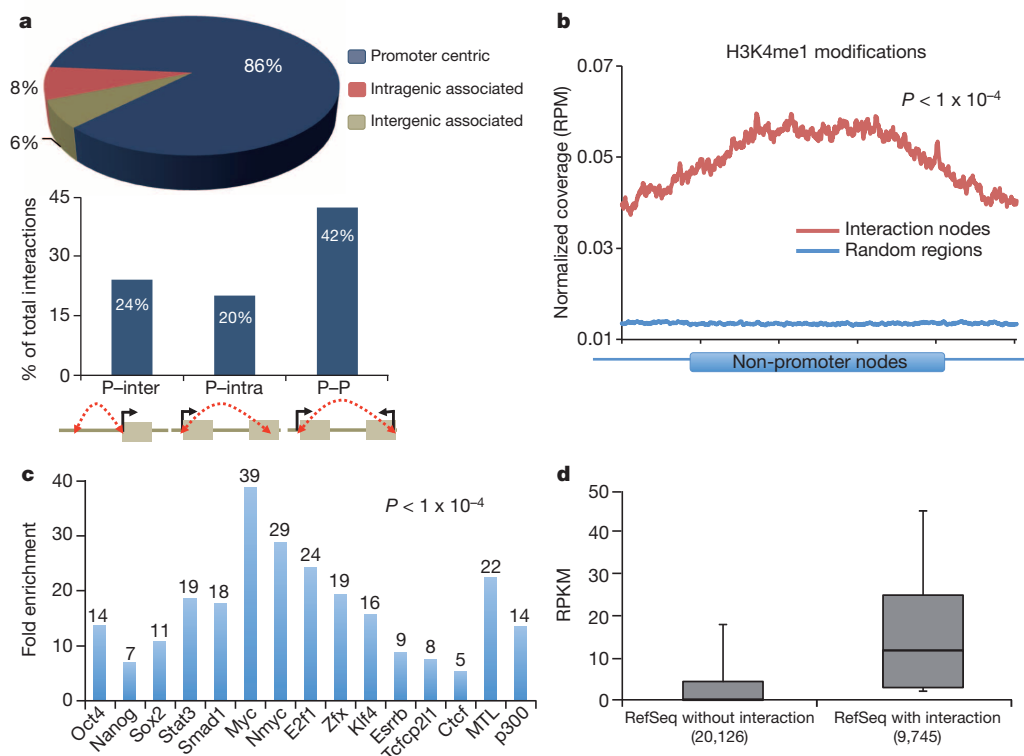 a
86%
8%
6%
Promoter centric
Intragenic associated
Intergenic associated
% of total interactions
45
30
15
0
24%
20%
42%
P–inter
P–intra
P–P
b
H3K4me1 modifications
P < 1 x 10⁻⁴
Normalized coverage (RPM)
0.07
0.05
0.03
0.01
Interaction nodes
Random regions
Non-promoter nodes
c
P < 1 x 10⁻⁴
Fold enrichment
40
30
20
10
0
14
7
11
19
18
39
29
24
19
16
9
8
5
22
14
Oct4
Nanog
Sox2
Stat3
Smad1
Myc
Nmyc
E2f1
Zfx
Klf4
Esrrb
Tcfcp2l1
Ctcf
MTL
p300
d
RPKM
50
40
30
20
10
0
RefSeq without interaction
(20,126)
RefSeq with interaction
(9,745)